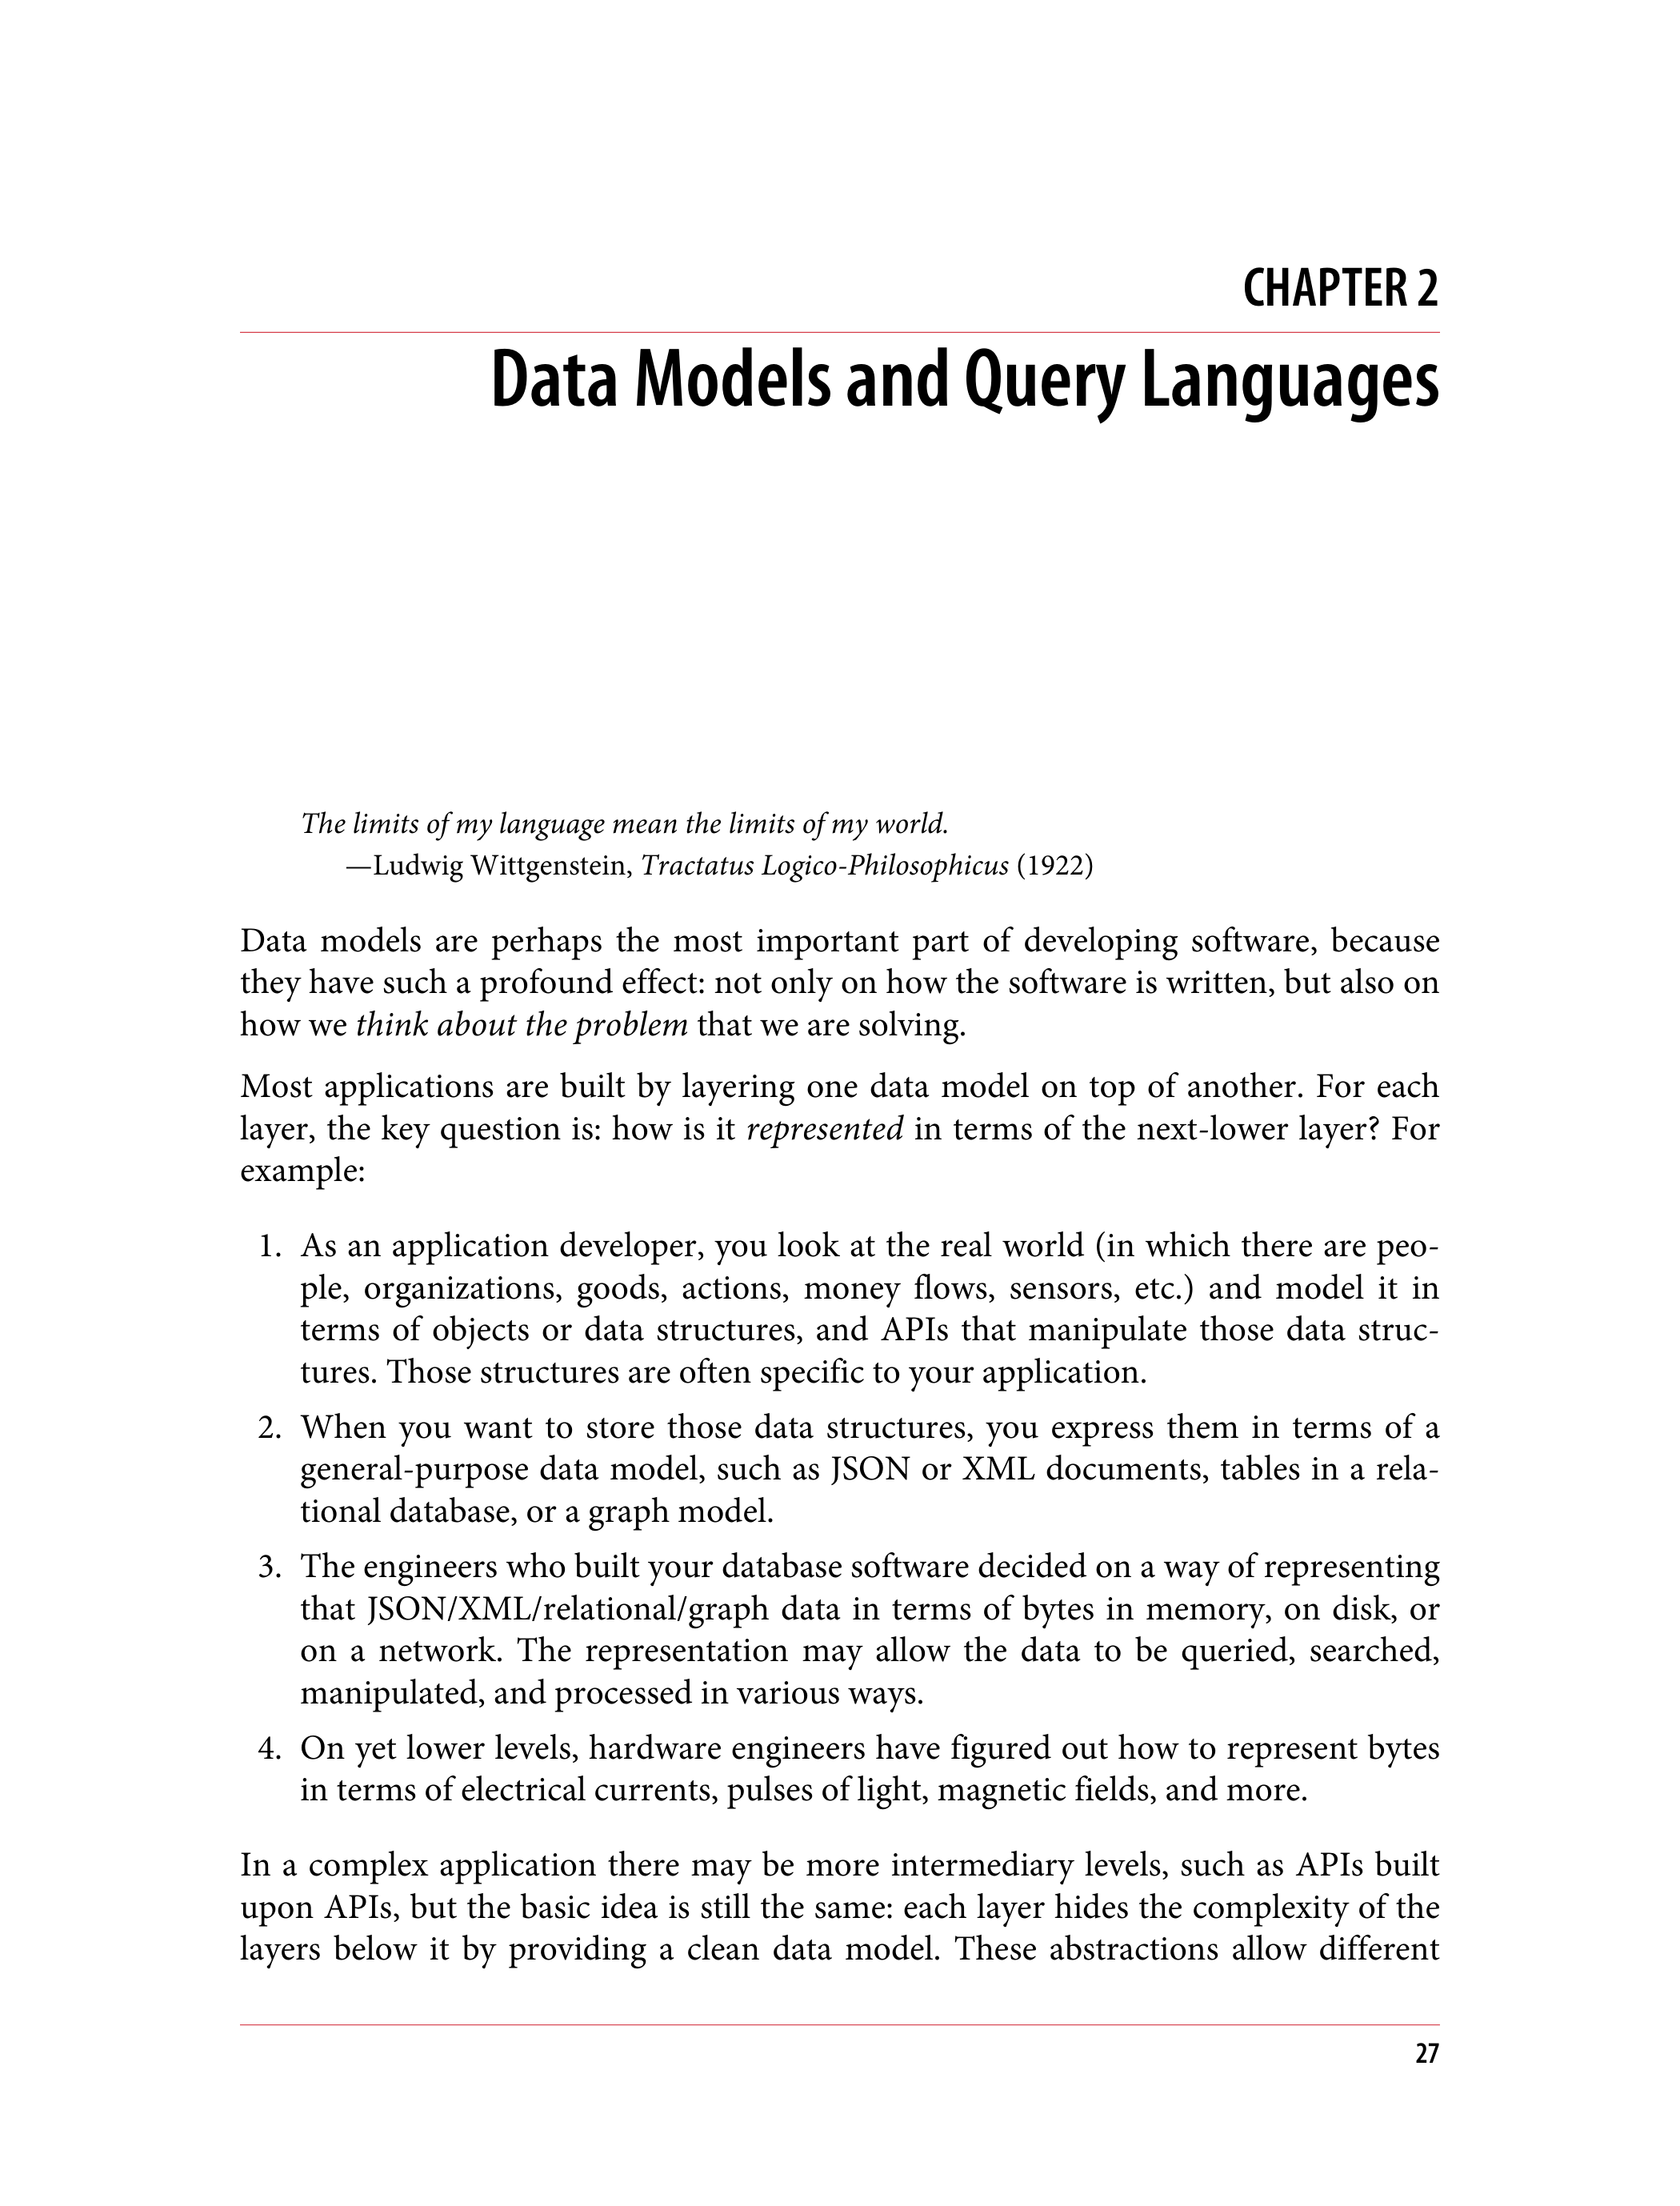 CHAPTER 2
Data Models and Query Languages
The limits of my language mean the limits of my world.
—Ludwig Wittgenstein, Tractatus Logico-Philosophicus (1922)
Data models are perhaps the most important part of developing software, because
they have such a profound effect: not only on how the software is written, but also on
how we think about the problem that we are solving.
Most applications are built by layering one data model on top of another. For each
layer, the key question is: how is it represented in terms of the next-lower layer? For
example:
1. As an application developer, you look at the real world (in which there are peo-
ple, organizations, goods, actions, money flows, sensors, etc.) and model it in
terms of objects or data structures, and APIs that manipulate those data struc-
tures. Those structures are often specific to your application.
2. When you want to store those data structures, you express them in terms of a
general-purpose data model, such as JSON or XML documents, tables in a rela-
tional database, or a graph model.
3. The engineers who built your database software decided on a way of representing
that JSON/XML/relational/graph data in terms of bytes in memory, on disk, or
on a network. The representation may allow the data to be queried, searched,
manipulated, and processed in various ways.
4. On yet lower levels, hardware engineers have figured out how to represent bytes
in terms of electrical currents, pulses of light, magnetic fields, and more.
In a complex application there may be more intermediary levels, such as APIs built
upon APIs, but the basic idea is still the same: each layer hides the complexity of the
layers below it by providing a clean data model. These abstractions allow different
27